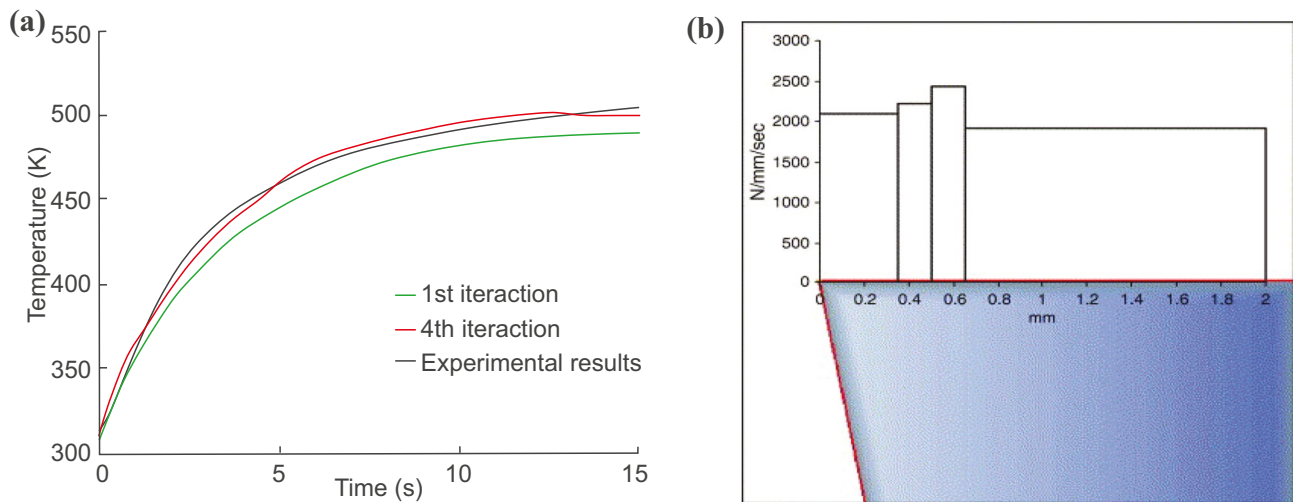 (a)
550
500
450
400
350
300
Temperature (K)
0
5
10
15
Time (s)
1st iteraction
4th iteraction
Experimental results
(b)
3000
2500
2000
1500
1000
500
0
N/mm/sec
0 0.2 0.4 0.6 0.8 1 1.2 1.4 1.6 1.8 2
mm